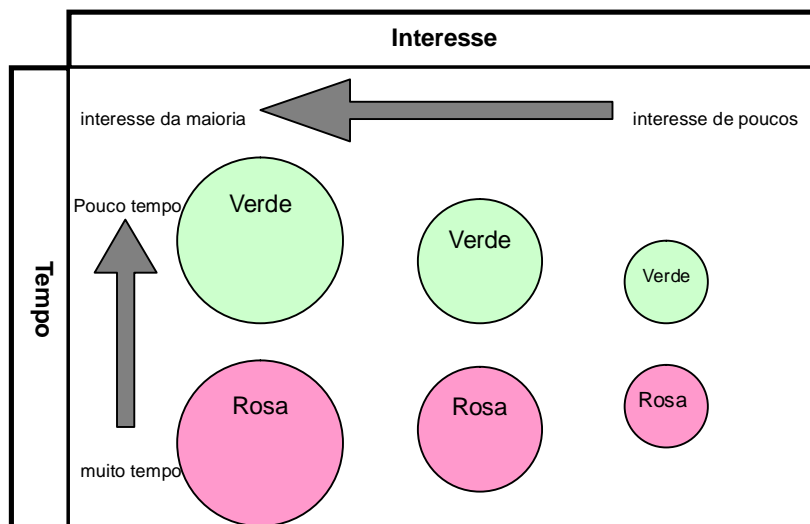 Interesse
interesse da maioria
interesse de poucos
Tempo
Pouco tempo
Verde
Verde
Verde
Rosa
Rosa
Rosa
muito tempo